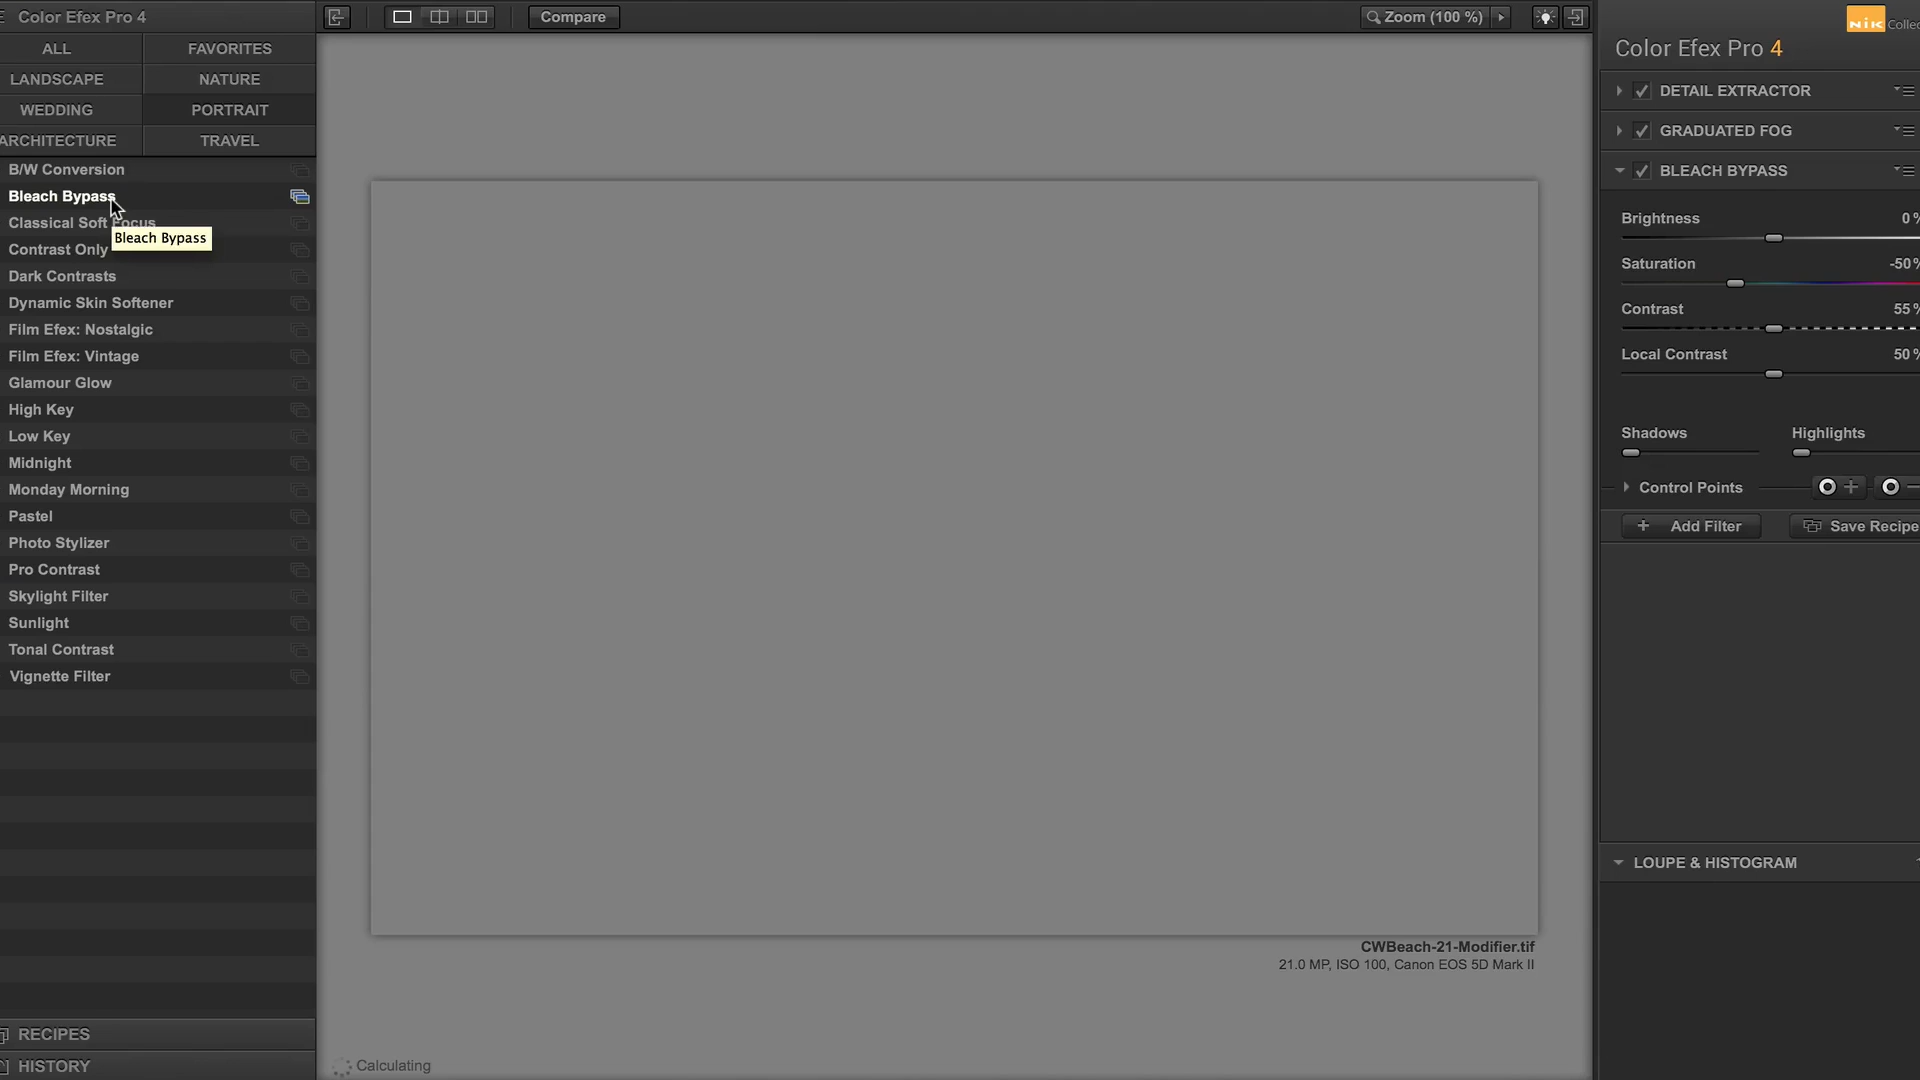 Color Efex Pro 4
ALL
FAVORITES
LANDSCAPE
NATURE
WEDDING
PORTRAIT
ARCHITECTURE
TRAVEL
B/W Conversion
Bleach Bypass
Classical Soft Focus
Bleach Bypass
Contrast Only
Dark Contrasts
Dynamic Skin Softener
Film Efex: Nostalgic
Film Efex: Vintage
Glamour Glow
High Key
Low Key
Midnight
Monday Morning
Pastel
Photo Stylizer
Pro Contrast
Skylight Filter
Sunlight
Tonal Contrast
Vignette Filter
RECIPES
HISTORY
Compare
Zoom (100 %)
CWBeach-21-Modifier.tif
21.0 MP, ISO 100, Canon EOS 5D Mark II
Calculating
NiK Collec
Color Efex Pro 4
DETAIL EXTRACTOR
GRADUATED FOG
BLEACH BYPASS
Brightness 0%
Saturation -50%
Contrast 55%
Local Contrast 50%
Shadows
Highlights
Control Points
Add Filter
Save Recipe
LOUPE & HISTOGRAM